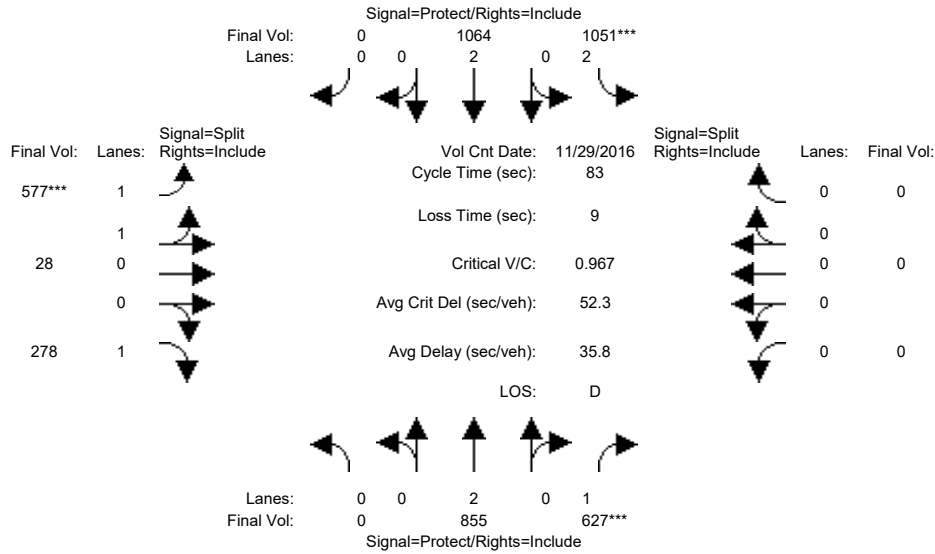 Signal=Protect/Rights=Include
Final Vol: 0 1064 1051***
Lanes: 0 0 2 0 2
Signal=Split
Final Vol: Lanes: Rights=Include
Vol Cnt Date: 11/29/2016
Signal=Split
Rights=Include Lanes: Final Vol:
Cycle Time (sec): 83
577*** 1
0 0
Loss Time (sec): 9
1
0
28 0
Critical V/C: 0.967
0 0
0
Avg Crit Del (sec/veh): 52.3
0
278 1
Avg Delay (sec/veh): 35.8
0 0
LOS: D
Lanes: 0 0 2 0 1
Final Vol: 0 855 627***
Signal=Protect/Rights=Include